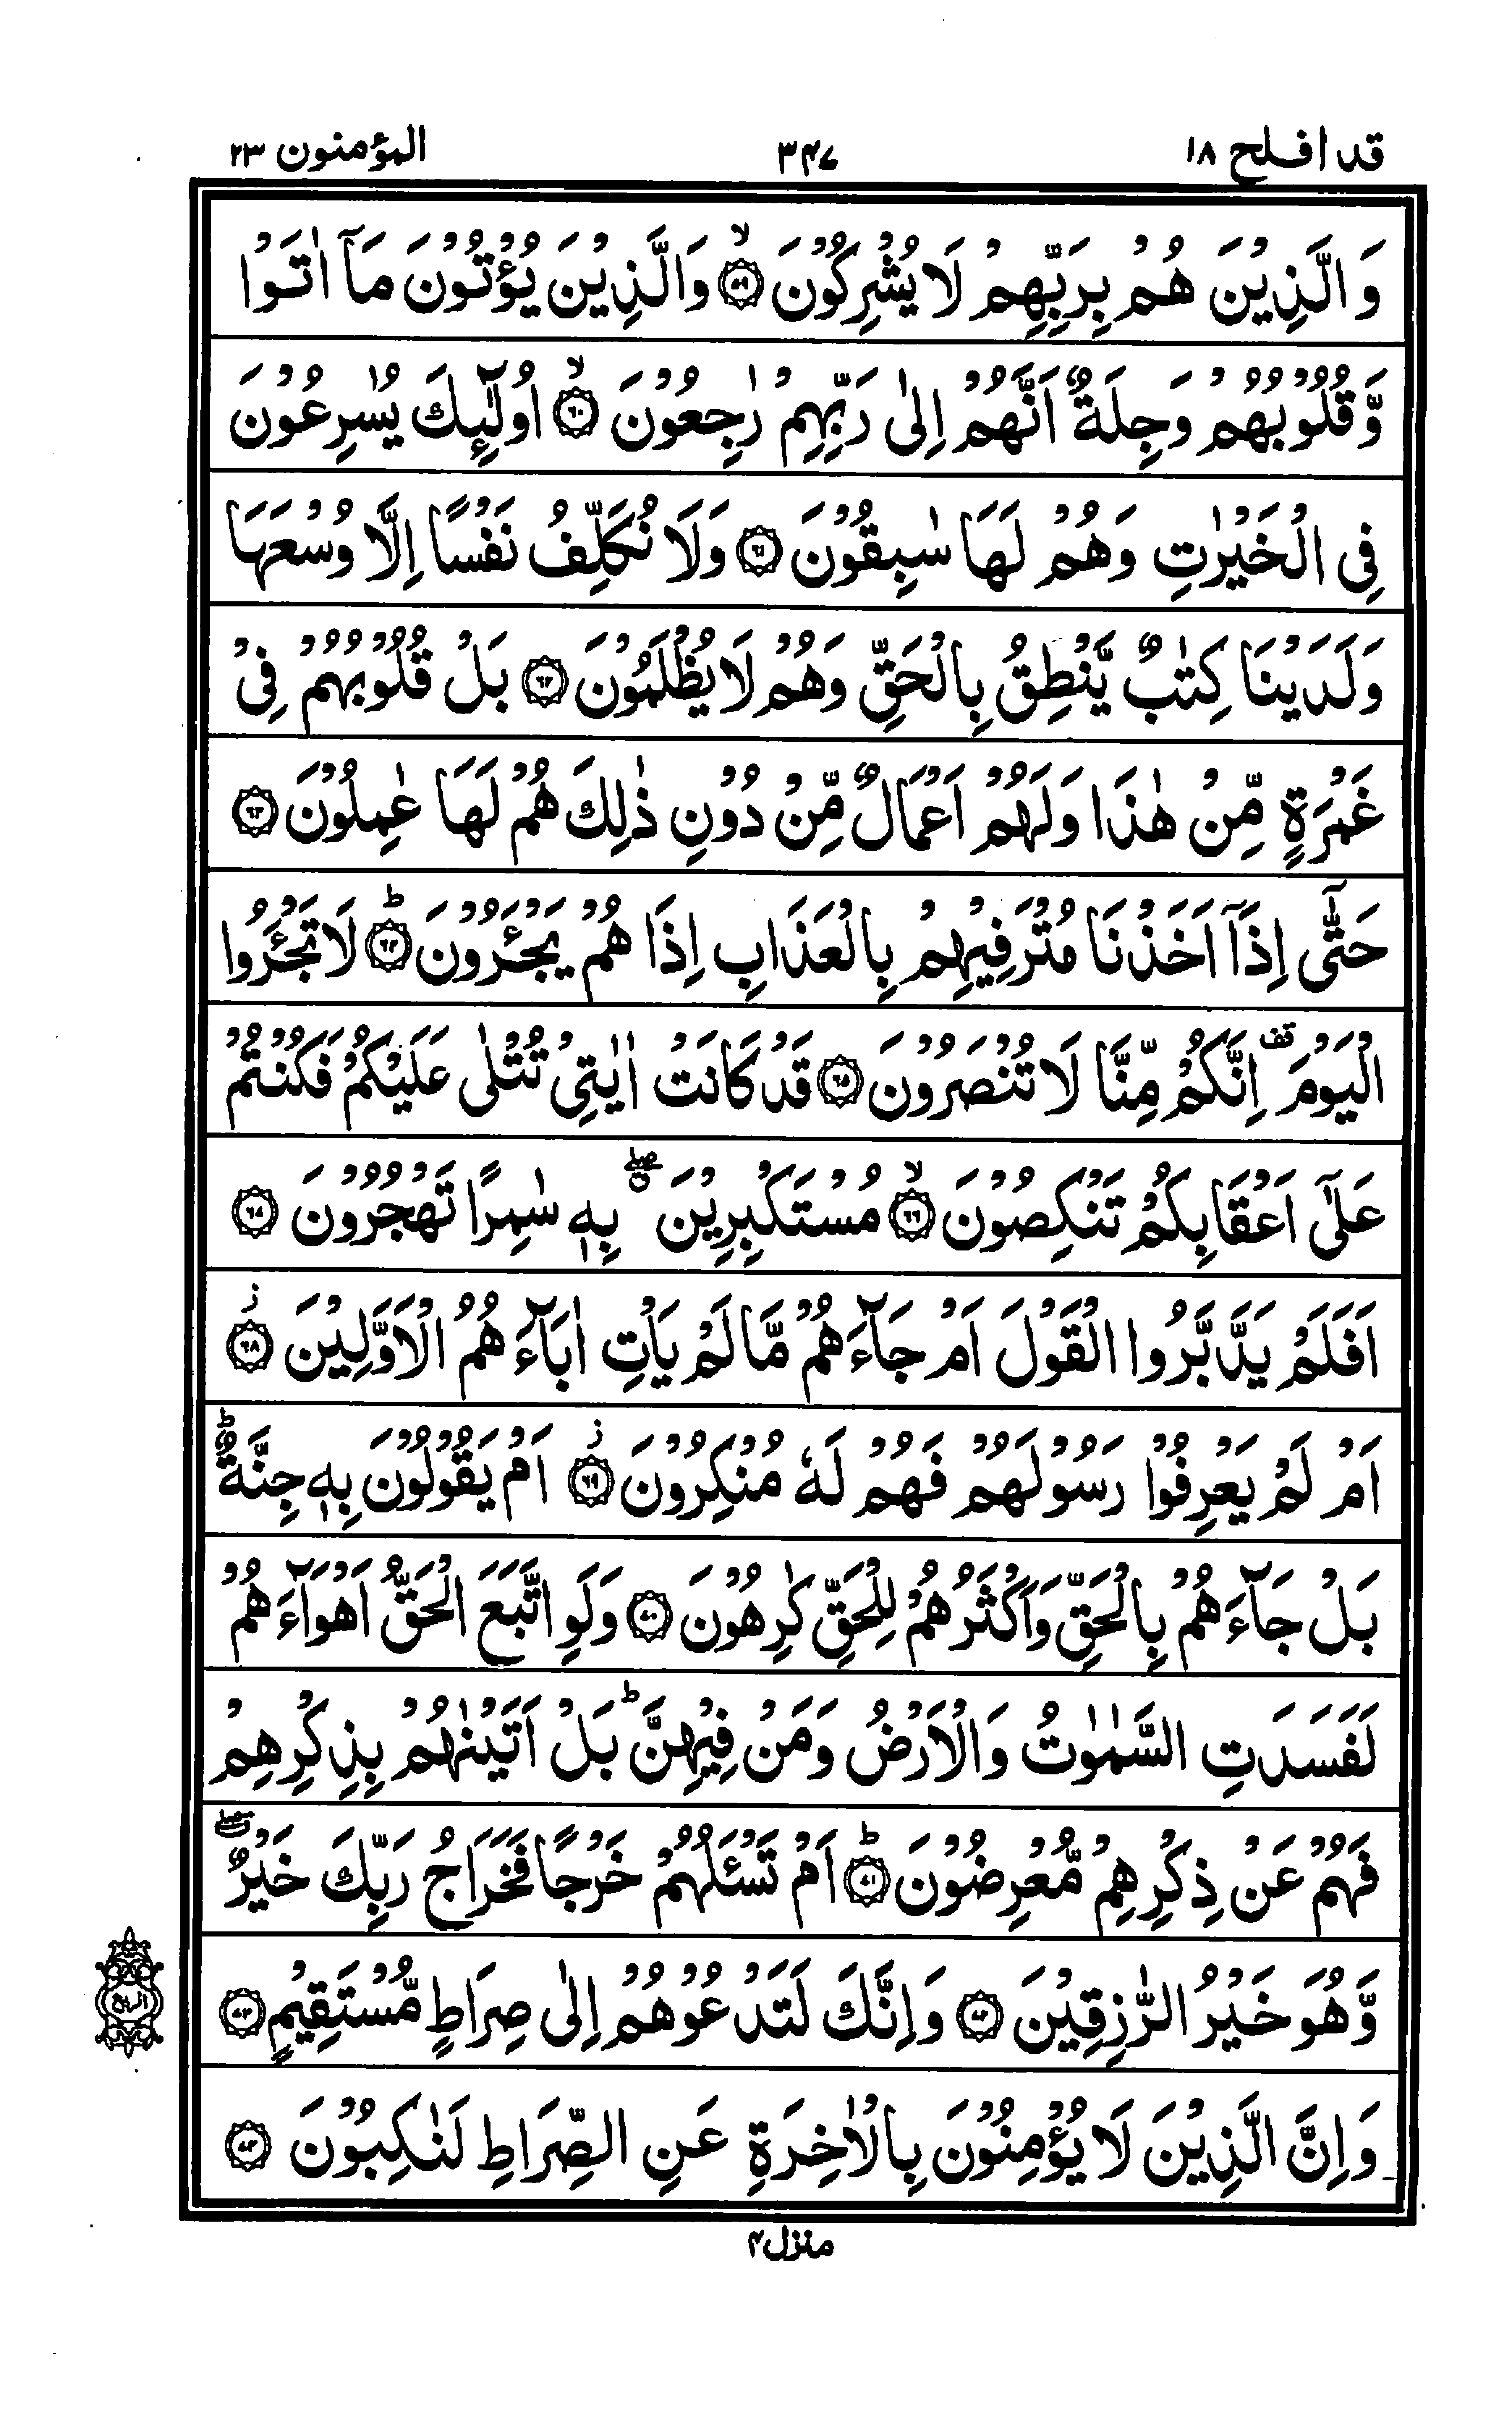 قد افلح ١٨
٣٤٧
المؤمنون ٢٣
وَ الَّذِيْنَ هُمْ بِرَبِّهِمْ لَا يُشْرِكُوْنَ ۙ﴿٥٩﴾ وَالَّذِيْنَ يُؤْتُوْنَ مَاۤ اٰتَوْا
وَّقُلُوْبُهُمْ وَجِلَةٌ اَنَّهُمْ اِلٰى رَبِّهِمْ رٰجِعُوْنَ ۙ﴿٦٠﴾ اُولٰٓئِكَ يُسٰرِعُوْنَ
فِى الْخَيْرٰتِ وَهُمْ لَهَا سٰبِقُوْنَ ﴿٦١﴾ وَلَا نُكَلِّفُ نَفْسًا اِلَّا وُسْعَهَا
وَلَدَيْنَا كِتٰبٌ يَّنْطِقُ بِالْحَقِّ وَهُمْ لَا يُظْلَمُوْنَ ﴿٦٢﴾ بَلْ قُلُوْبُهُمْ فِىْ
غَمْرَةٍ مِّنْ هٰذَا وَلَهُمْ اَعْمَالٌ مِّنْ دُوْنِ ذٰلِكَ هُمْ لَهَا عٰمِلُوْنَ ﴿٦٣﴾
حَتّٰٓى اِذَاۤ اَخَذْنَا مُتْرَفِيْهِمْ بِالْعَذَابِ اِذَا هُمْ يَجْئَرُوْنَ ؕ﴿٦٤﴾ لَا تَجْئَرُوا
الْيَوْمَ قف اِنَّكُمْ مِّنَّا لَا تُنْصَرُوْنَ ﴿٦٥﴾ قَدْ كَانَتْ اٰيٰتِىْ تُتْلٰى عَلَيْكُمْ فَكُنْتُمْ
عَلٰٓى اَعْقَابِكُمْ تَنْكِصُوْنَ ۙ﴿٦٦﴾ مُسْتَكْبِرِيْنَ ۖ بِهٖ سٰمِرًا تَهْجُرُوْنَ ﴿٦٧﴾
اَفَلَمْ يَدَّبَّرُوا الْقَوْلَ اَمْ جَآءَهُمْ مَّا لَمْ يَاْتِ اٰبَآءَهُمُ الْاَوَّلِيْنَ ز﴿٦٨﴾
اَمْ لَمْ يَعْرِفُوْا رَسُوْلَهُمْ فَهُمْ لَهٗ مُنْكِرُوْنَ ز﴿٦٩﴾ اَمْ يَقُوْلُوْنَ بِهٖ جِنَّةٌ ؕ
بَلْ جَآءَهُمْ بِالْحَقِّ وَاَكْثَرُهُمْ لِلْحَقِّ كٰرِهُوْنَ ﴿٧٠﴾ وَلَوِ اتَّبَعَ الْحَقُّ اَهْوَآءَهُمْ
لَفَسَدَتِ السَّمٰوٰتُ وَالْاَرْضُ وَمَنْ فِيْهِنَّ ؕ بَلْ اَتَيْنٰهُمْ بِذِكْرِهِمْ
فَهُمْ عَنْ ذِكْرِهِمْ مُّعْرِضُوْنَ ؕ﴿٧١﴾ اَمْ تَسْئَلُهُمْ خَرْجًا فَخَرَاجُ رَبِّكَ خَيْرٌ ۖ
وَّهُوَ خَيْرُ الرّٰزِقِيْنَ ﴿٧٢﴾ وَاِنَّكَ لَتَدْعُوْهُمْ اِلٰى صِرَاطٍ مُّسْتَقِيْمٍ ﴿٧٣﴾
الربع
وَاِنَّ الَّذِيْنَ لَا يُؤْمِنُوْنَ بِالْاٰخِرَةِ عَنِ الصِّرَاطِ لَنٰكِبُوْنَ ﴿٧٤﴾
منزل ٤